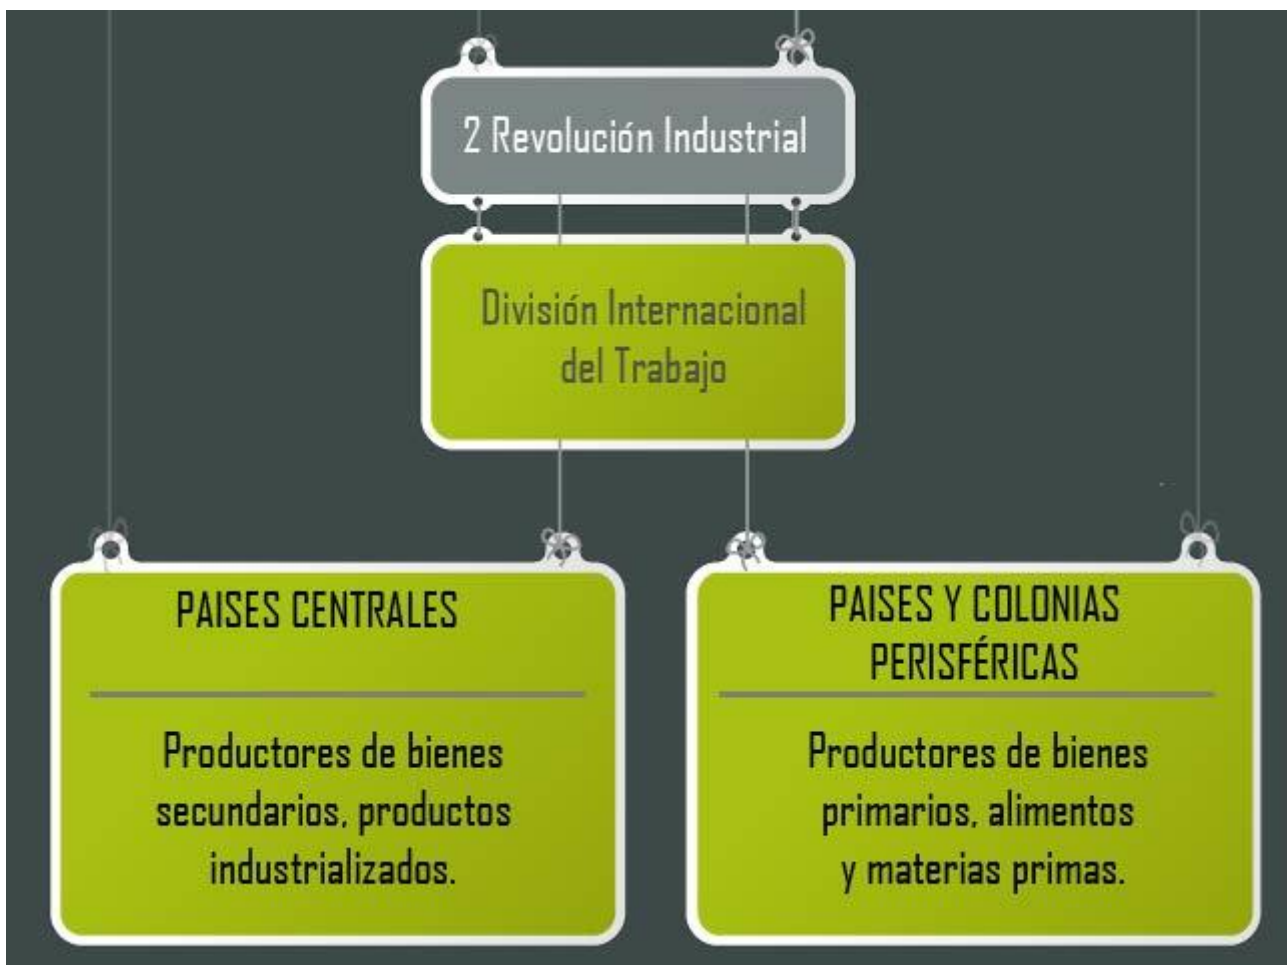 2 Revolución Industrial
División Internacional
del Trabajo
PAISES CENTRALES
Productores de bienes
secundarios, productos
industrializados.
PAISES Y COLONIAS
PERISFÉRICAS
Productores de bienes
primarios, alimentos
y materias primas.